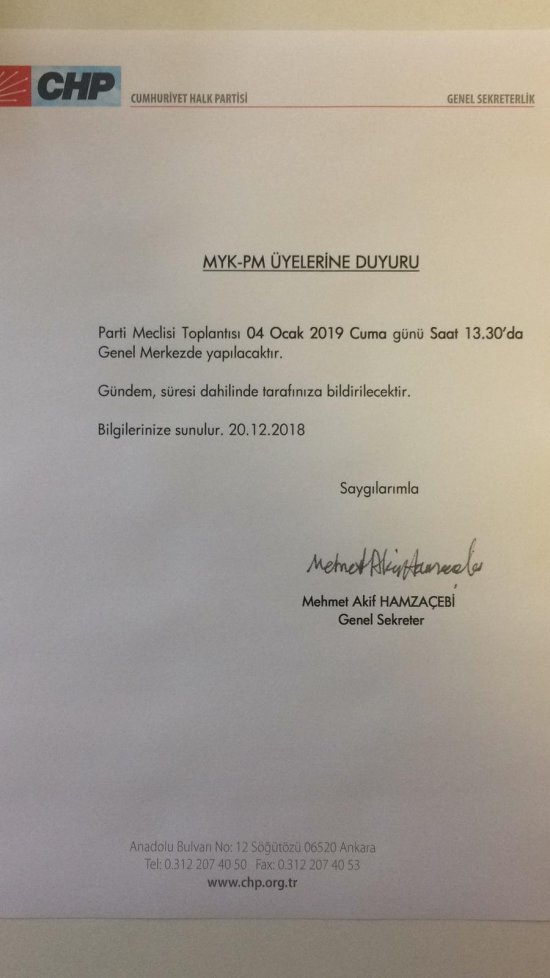 CHP
CUMHURİYET HALK PARTİSİ GENEL SEKRETERLİK
MYK-PM ÜYELERİNE DUYURU
Parti Meclisi Toplantısı 04 Ocak 2019 Cuma günü Saat 13.30'da
Genel Merkezde yapılacaktır.
Gündem, süresi dahilinde tarafınıza bildirilecektir.
Bilgilerinize sunulur. 20.12.2018
Saygılarımla
Mehmet Akif Hamzaçebi
Mehmet Akif HAMZAÇEBİ
Genel Sekreter
Anadolu Bulvarı No: 12 Söğütözü 06520 Ankara
Tel: 0.312 207 40 50 Fax: 0.312 207 40 53
www.chp.org.tr